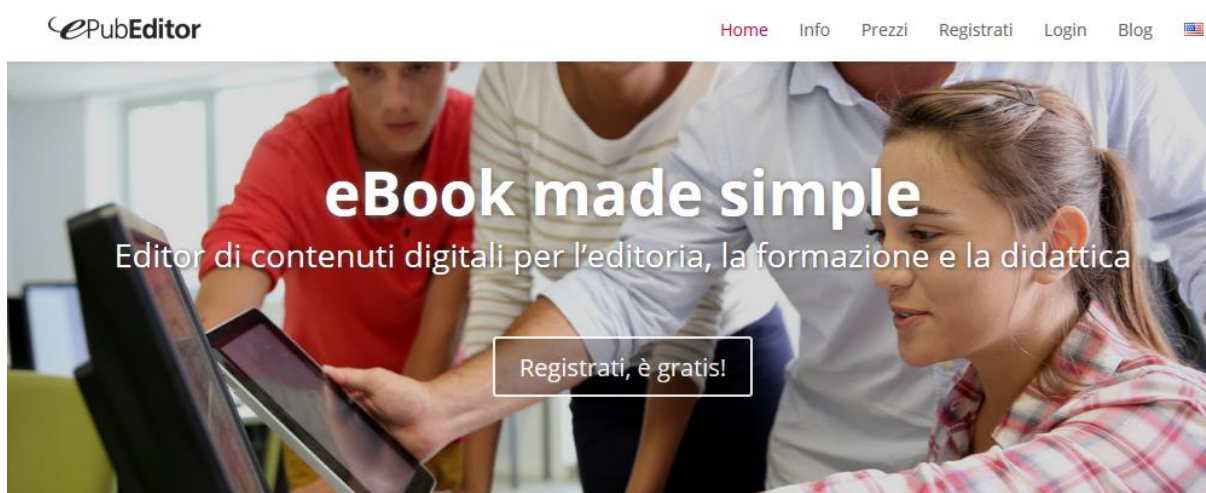 ePubEditor
Home Info Prezzi Registrati Login Blog
eBook made simple
Editor di contenuti digitali per l'editoria, la formazione e la didattica
Registrati, è gratis!